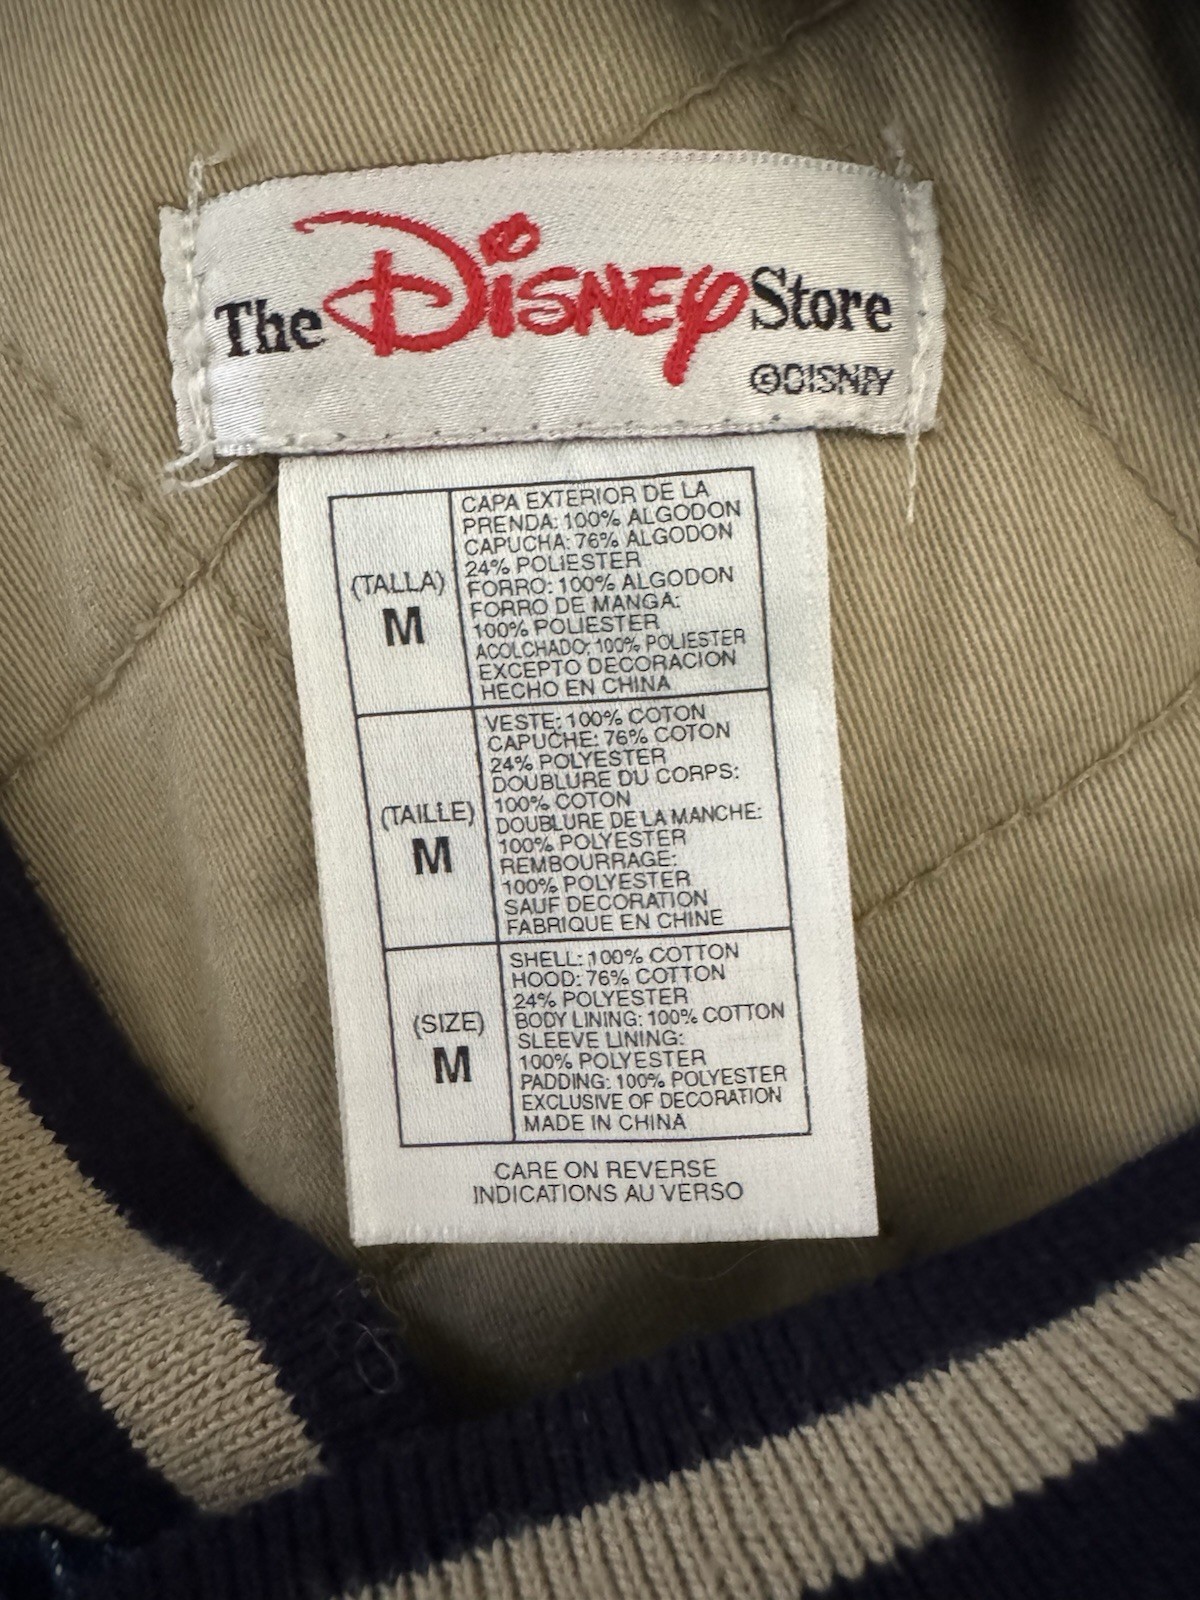 The Disney Store
©DISNEY
(TALLA)
M
CAPA EXTERIOR DE LA
PRENDA: 100% ALGODON
CAPUCHA: 76% ALGODON
24% POLIESTER
FORRO: 100% ALGODON
FORRO DE MANGA:
100% POLIESTER
ACOLCHADO: 100% POLIESTER
EXCEPTO DECORACION
HECHO EN CHINA
(TAILLE)
M
VESTE: 100% COTON
CAPUCHE: 76% COTON
24% POLYESTER
DOUBLURE DU CORPS:
100% COTON
DOUBLURE DE LA MANCHE:
100% POLYESTER
REMBOURRAGE:
100% POLYESTER
SAUF DECORATION
FABRIQUE EN CHINE
(SIZE)
M
SHELL: 100% COTTON
HOOD: 76% COTTON
24% POLYESTER
BODY LINING: 100% COTTON
SLEEVE LINING:
100% POLYESTER
PADDING: 100% POLYESTER
EXCLUSIVE OF DECORATION
MADE IN CHINA
CARE ON REVERSE
INDICATIONS AU VERSO